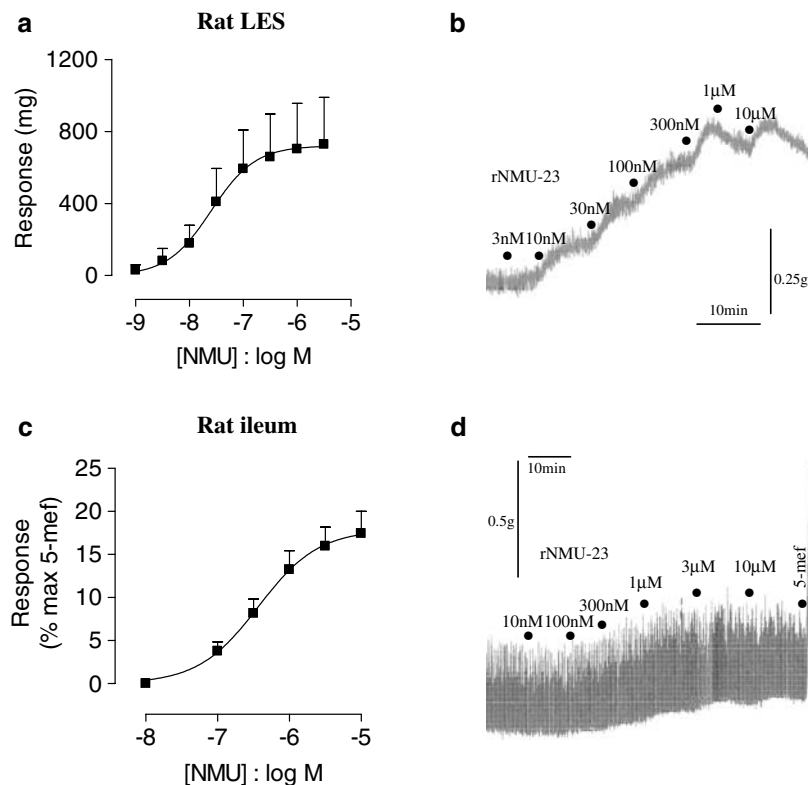 a
Rat LES
1200
800
400
0
Response (mg)
-9 -8 -7 -6 -5
[NMU] : log M
b
1µM
10µM
300nM
100nM
rNMU-23
30nM
3nM 10nM
0.25g
10min
c
Rat ileum
25
20
15
10
5
0
Response
(% max 5-mef)
-8 -7 -6 -5
[NMU] : log M
d
10min
0.5g
rNMU-23
1µM 3µM 10µM
300nM
10nM 100nM
5-mef